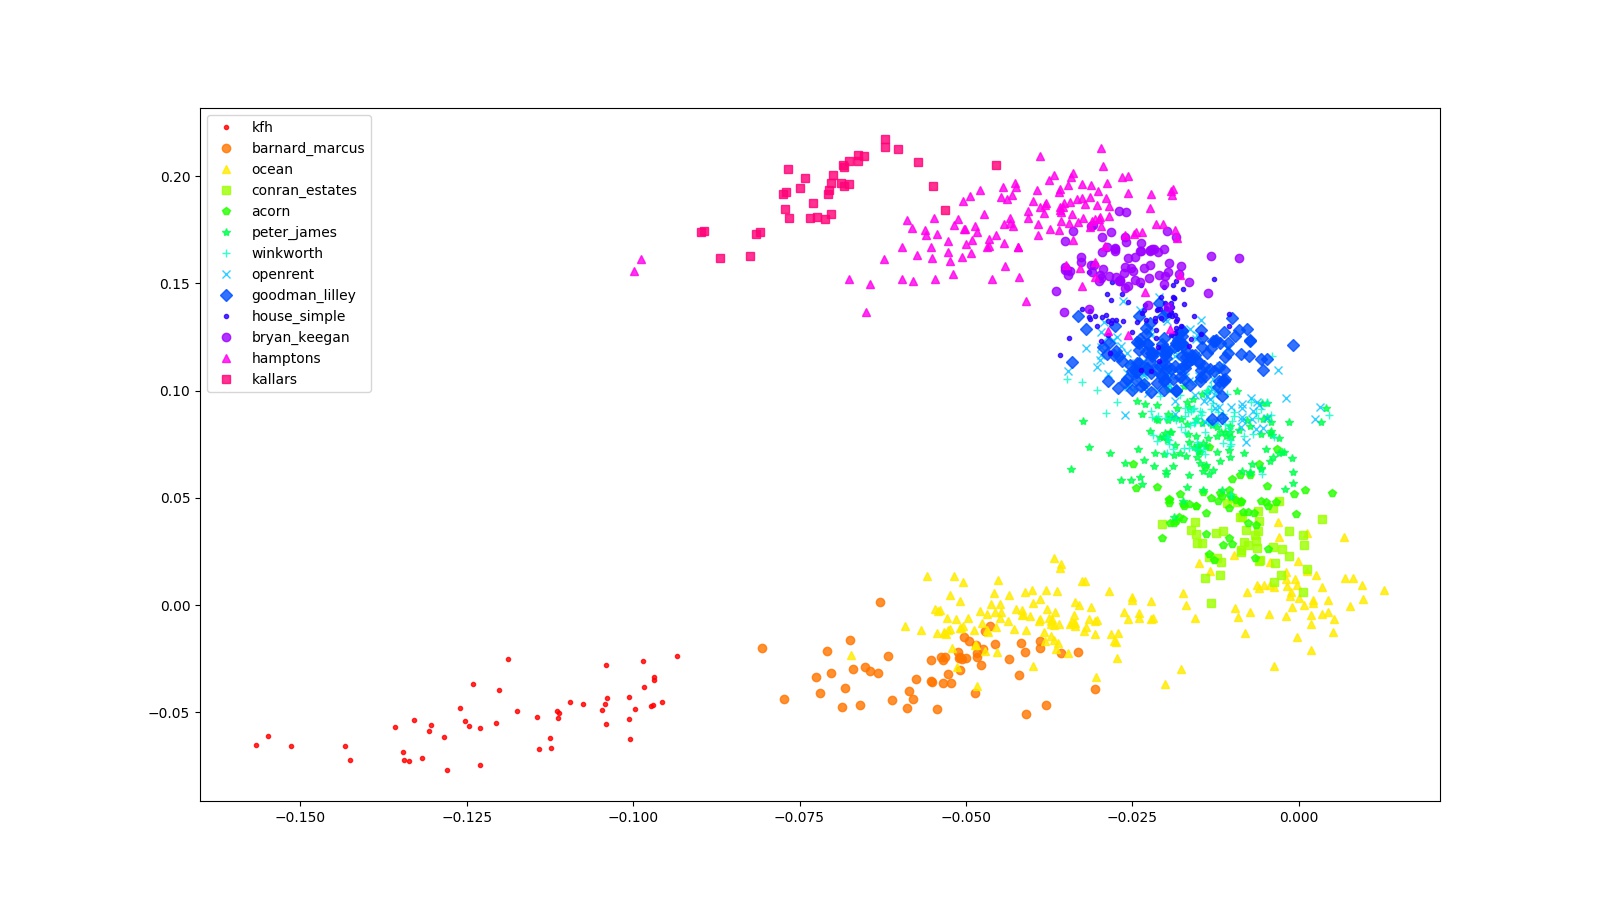 kfh
barnard_marcus
ocean
conran_estates
acorn
peter_james
winkworth
openrent
goodman_lilley
house_simple
bryan_keegan
hamptons
kallars
0.20
0.15
0.10
0.05
0.00
−0.05
−0.150 −0.125 −0.100 −0.075 −0.050 −0.025 0.000